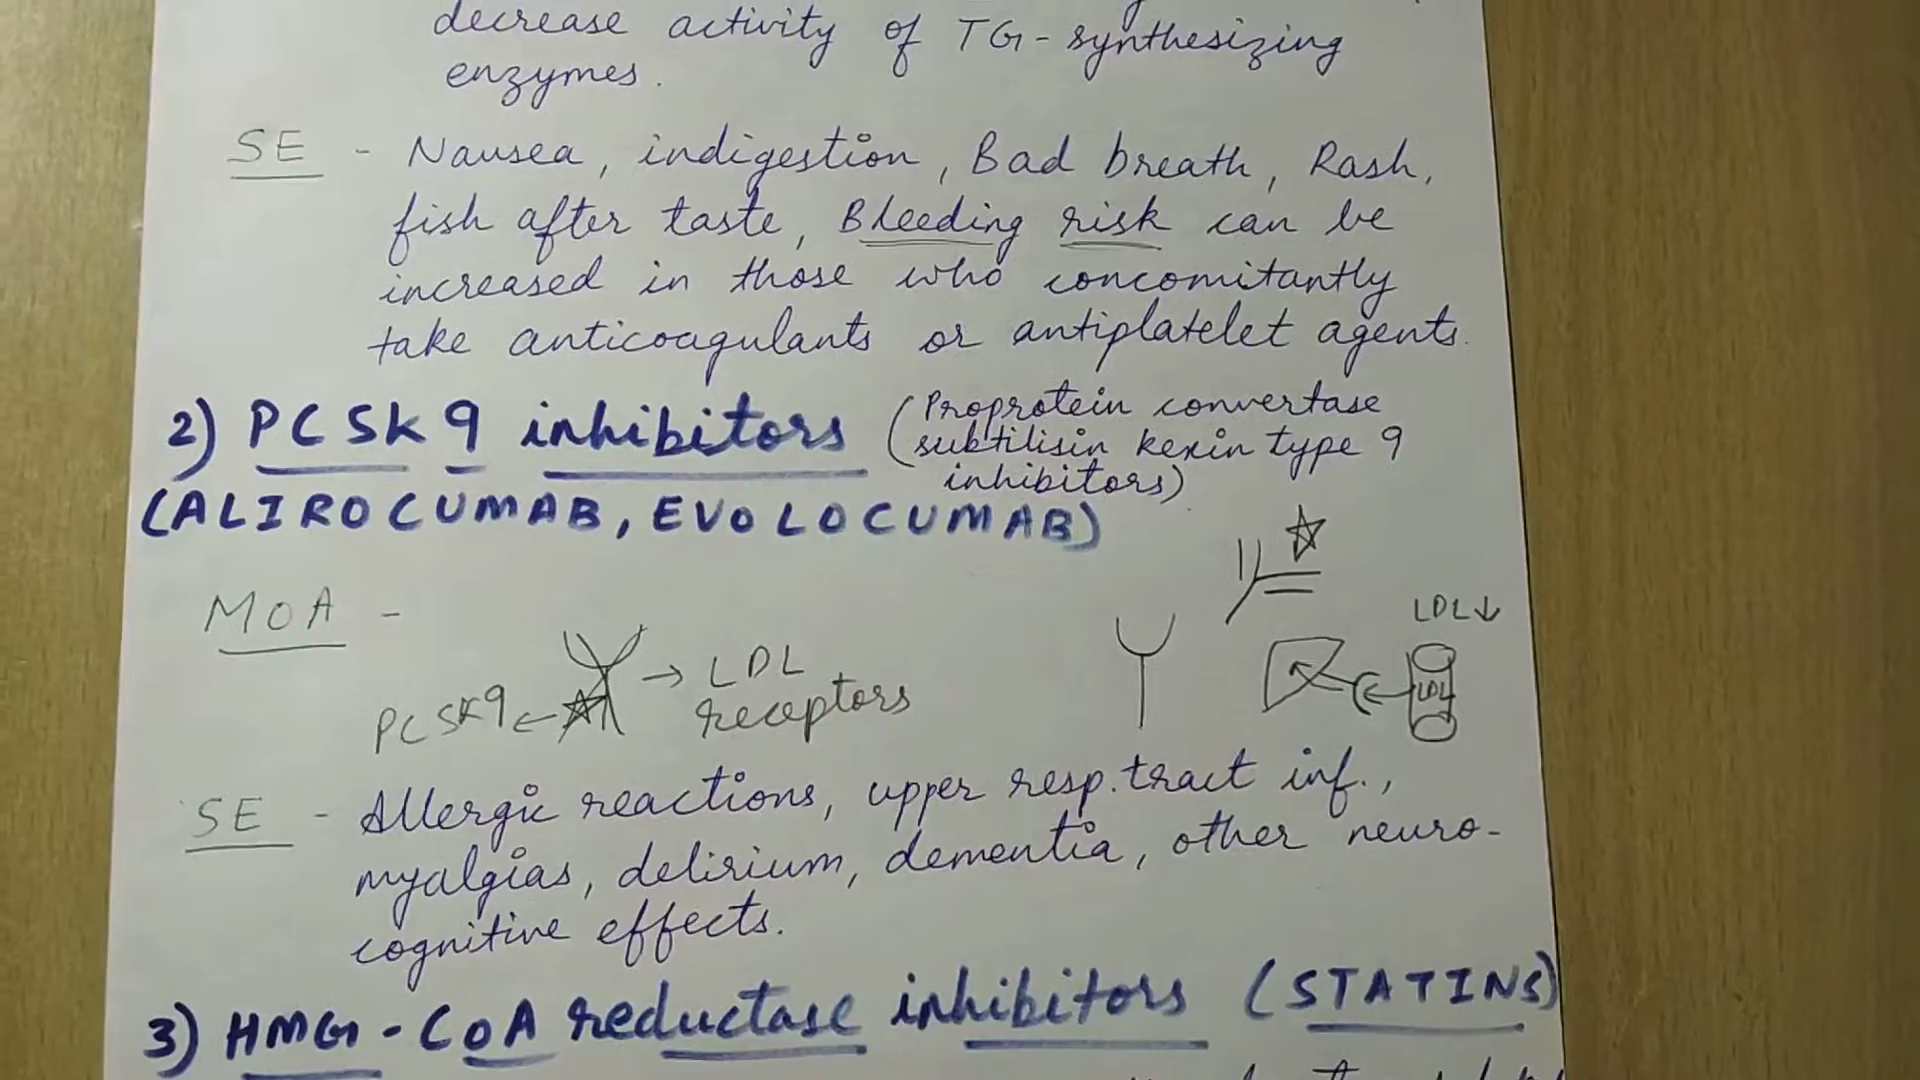 decrease activity of TG-synthesizing
enzymes.
SE - Nausea, indigestion, Bad breath, Rash,
fish after taste, Bleeding risk can be
increased in those who concomitantly
take anticoagulants or antiplatelet agents.
2) PCSK9 inhibitors (Proprotein convertase
subtilisin kexin type 9
inhibitors)
(ALIROCUMAB, EVOLOCUMAB)
MOA -
LDL↓
PCSK9 ← → LDL
receptors
LDL
SE - Allergic reactions, upper resp. tract inf.,
myalgias, delirium, dementia, other neuro-
cognitive effects.
3) HMG-CoA reductase inhibitors (STATINS)